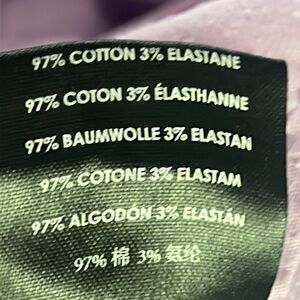 97% COTTON 3% ELASTANE
97% COTON 3% ÉLASTHANNE
97% BAUMWOLLE 3% ELASTAN
97% COTONE 3% ELASTAM
97% ALGODÓN 3% ELASTÁN
97% 棉 3% 氨纶